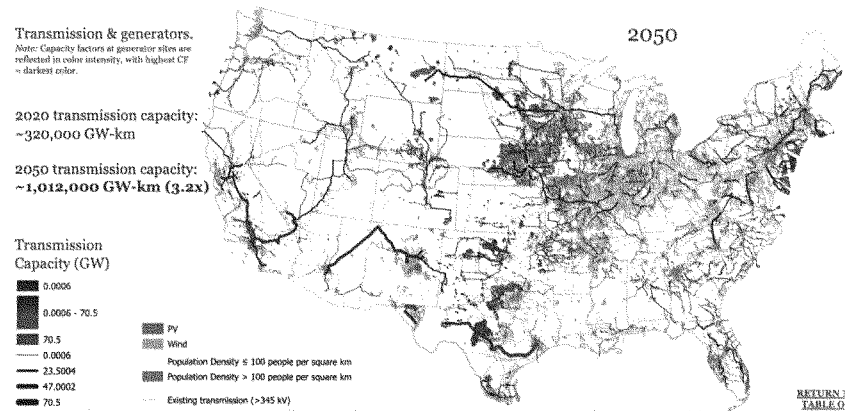 Transmission & generators.
Note: Capacity factors at generator sites are
reflected in color intensity, with highest CF
= darkest color.
2020 transmission capacity:
~320,000 GW-km
2050 transmission capacity:
~1,012,000 GW-km (3.2x)
2050
Transmission
Capacity (GW)
0.0006
0.0006 - 70.5
70.5
0.0006
23.5004
47.0002
70.5
PV
Wind
Population Density ≤ 100 people per square km
Population Density > 100 people per square km
Existing transmission (>345 kV)
RETURN
TABLE O